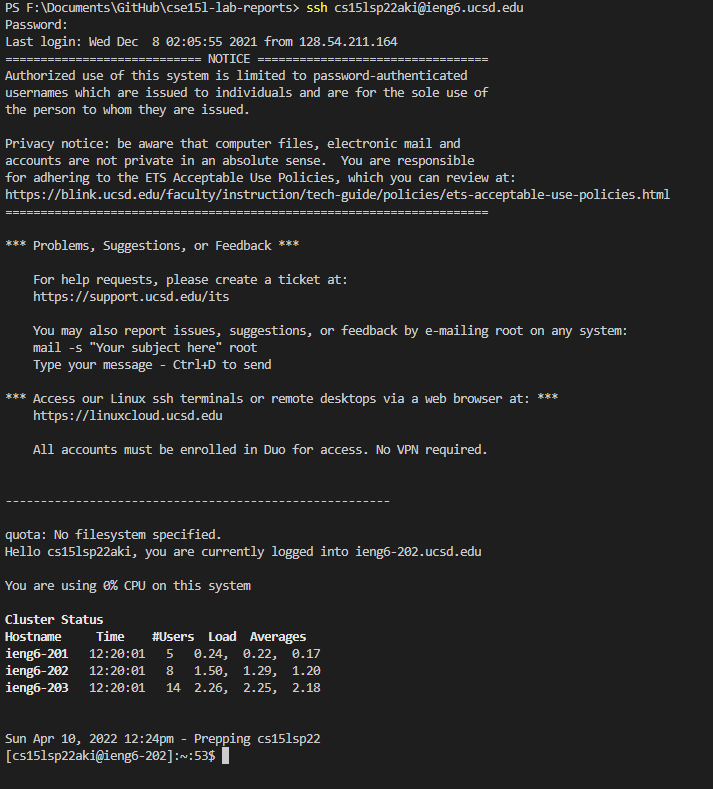 PS F:\Documents\GitHub\cse15l-lab-reports> ssh cs15lsp22aki@ieng6.ucsd.edu
Password:
Last login: Wed Dec  8 02:05:55 2021 from 128.54.211.164
============================ NOTICE =================================
Authorized use of this system is limited to password-authenticated
usernames which are issued to individuals and are for the sole use of
the person to whom they are issued.
Privacy notice: be aware that computer files, electronic mail and
accounts are not private in an absolute sense.  You are responsible
for adhering to the ETS Acceptable Use Policies, which you can review at:
https://blink.ucsd.edu/faculty/instruction/tech-guide/policies/ets-acceptable-use-policies.html
=====================================================================
*** Problems, Suggestions, or Feedback ***
    For help requests, please create a ticket at:
    https://support.ucsd.edu/its
    You may also report issues, suggestions, or feedback by e-mailing root on any system:
    mail -s "Your subject here" root
    Type your message - Ctrl+D to send
*** Access our Linux ssh terminals or remote desktops via a web browser at: ***
    https://linuxcloud.ucsd.edu
    All accounts must be enrolled in Duo for access. No VPN required.
-------------------------------------------------------
quota: No filesystem specified.
Hello cs15lsp22aki, you are currently logged into ieng6-202.ucsd.edu
You are using 0% CPU on this system
Cluster Status
Hostname     Time    #Users  Load  Averages
ieng6-201   12:20:01   5   0.24,  0.22,  0.17
ieng6-202   12:20:01   8   1.50,  1.29,  1.20
ieng6-203   12:20:01   14  2.26,  2.25,  2.18
Sun Apr 10, 2022 12:24pm - Prepping cs15lsp22
[cs15lsp22aki@ieng6-202]:~:53$